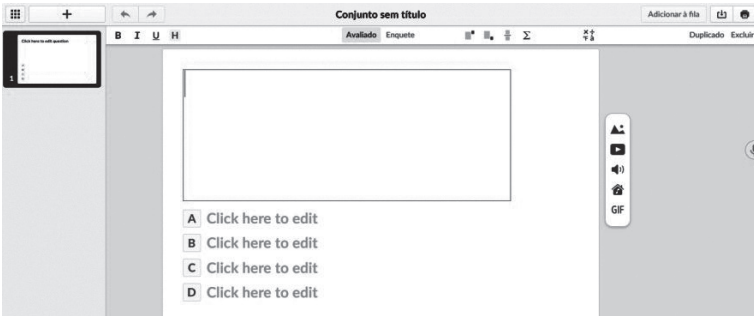 + Conjunto sem título Adicionar à fila
B I U H Avaliado Enquete Σ Duplicado Excluir
Click here to edit question
1
GIF
A Click here to edit
B Click here to edit
C Click here to edit
D Click here to edit